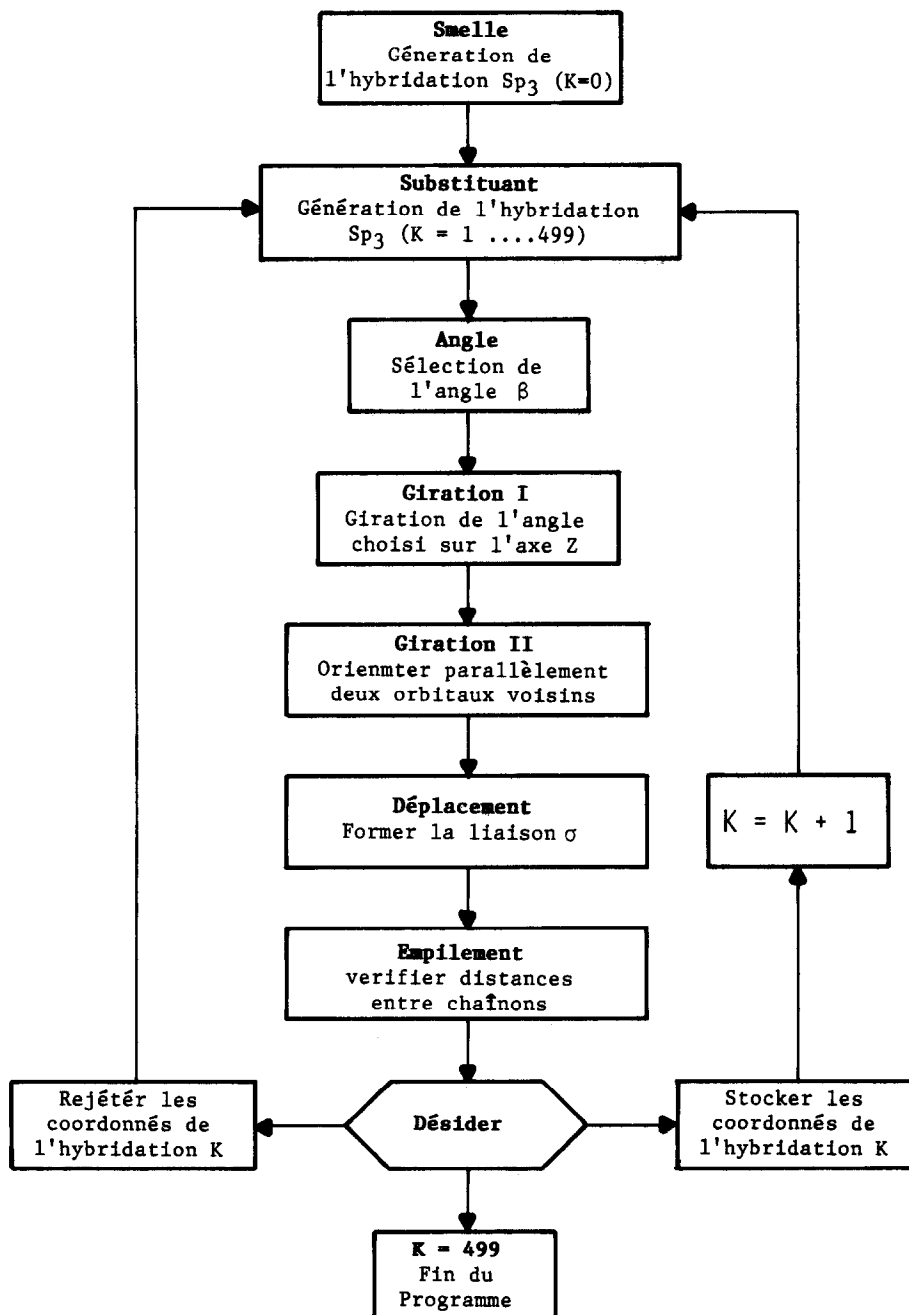 Smelle
Géneration de
l'hybridation Sp3 (K=0)
Substituant
Génération de l'hybridation
Sp3 (K = 1 ....499)
Angle
Sélection de
l'angle β
Giration I
Giration de l'angle
choisi sur l'axe Z
Giration II
Orienmter parallèlement
deux orbitaux voisins
Déplacement
Former la liaison σ
K = K + 1
Empilement
verifier distances
entre chaînons
Rejétér les
coordonnés de
l'hybridation K
Désider
Stocker les
coordonnés de
l'hybridation K
K = 499
Fin du
Programme